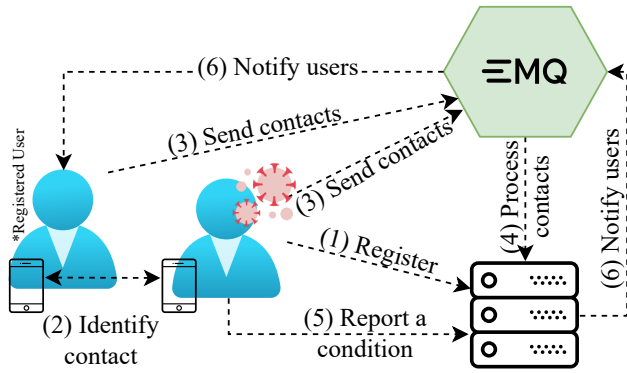 (6) Notify users
EMQ
(3) Send contacts
(3) Send contacts
*Registered User
(4) Process
contacts
(6) Notify users
(1) Register
(2) Identify
contact
(5) Report a
condition